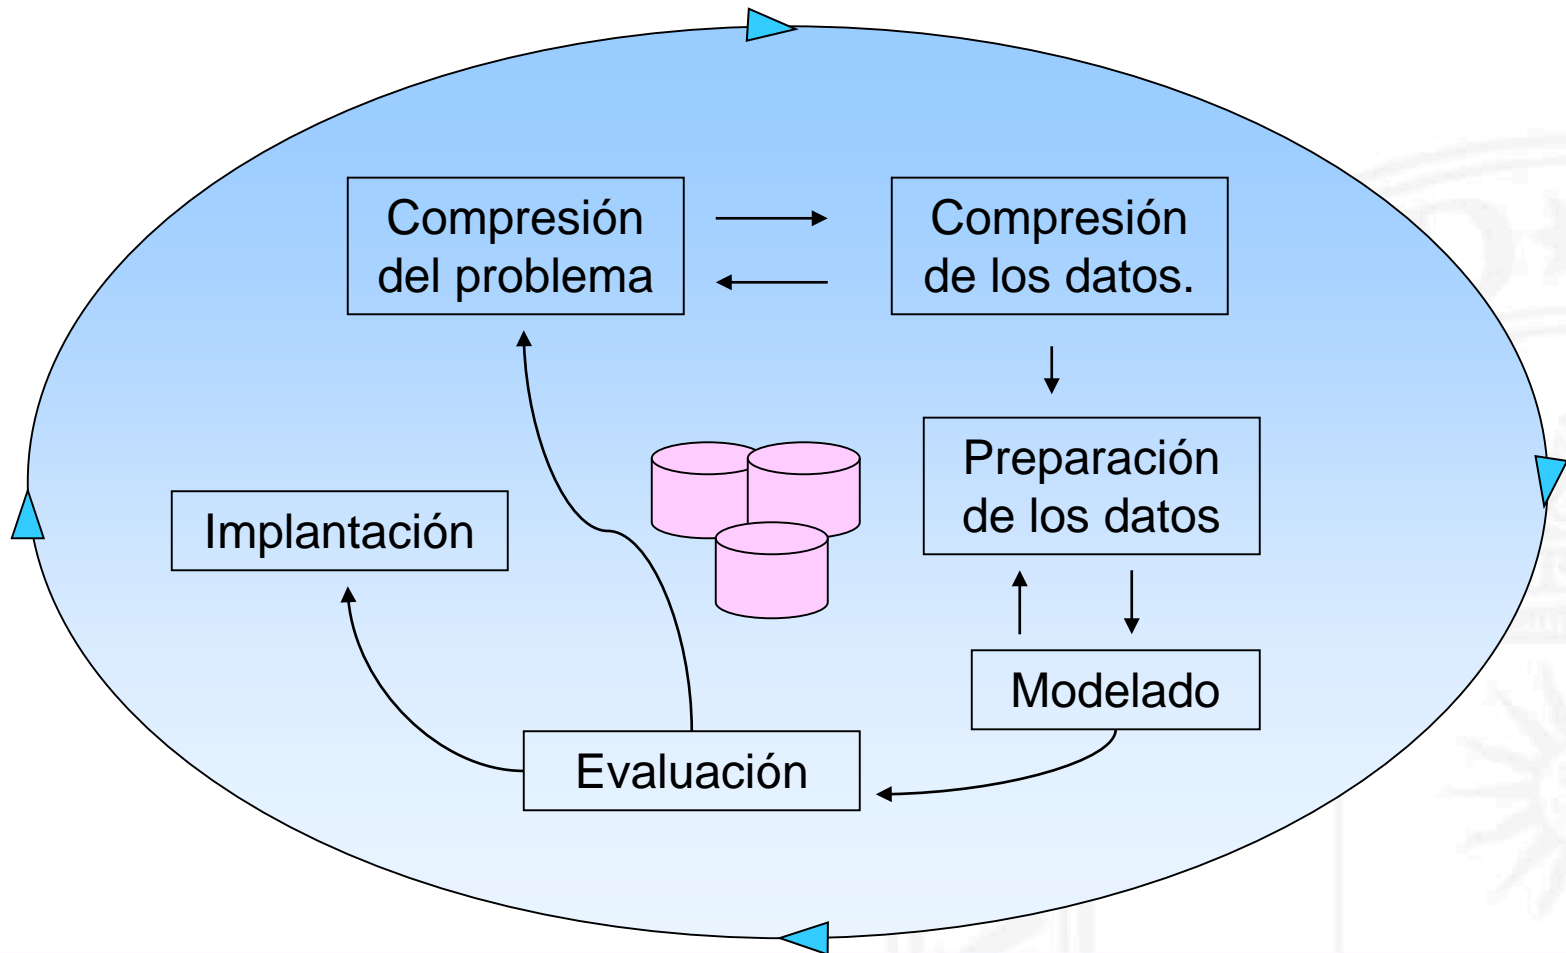 Compresión
del problema
Compresión
de los datos.
Preparación
de los datos
Implantación
Modelado
Evaluación